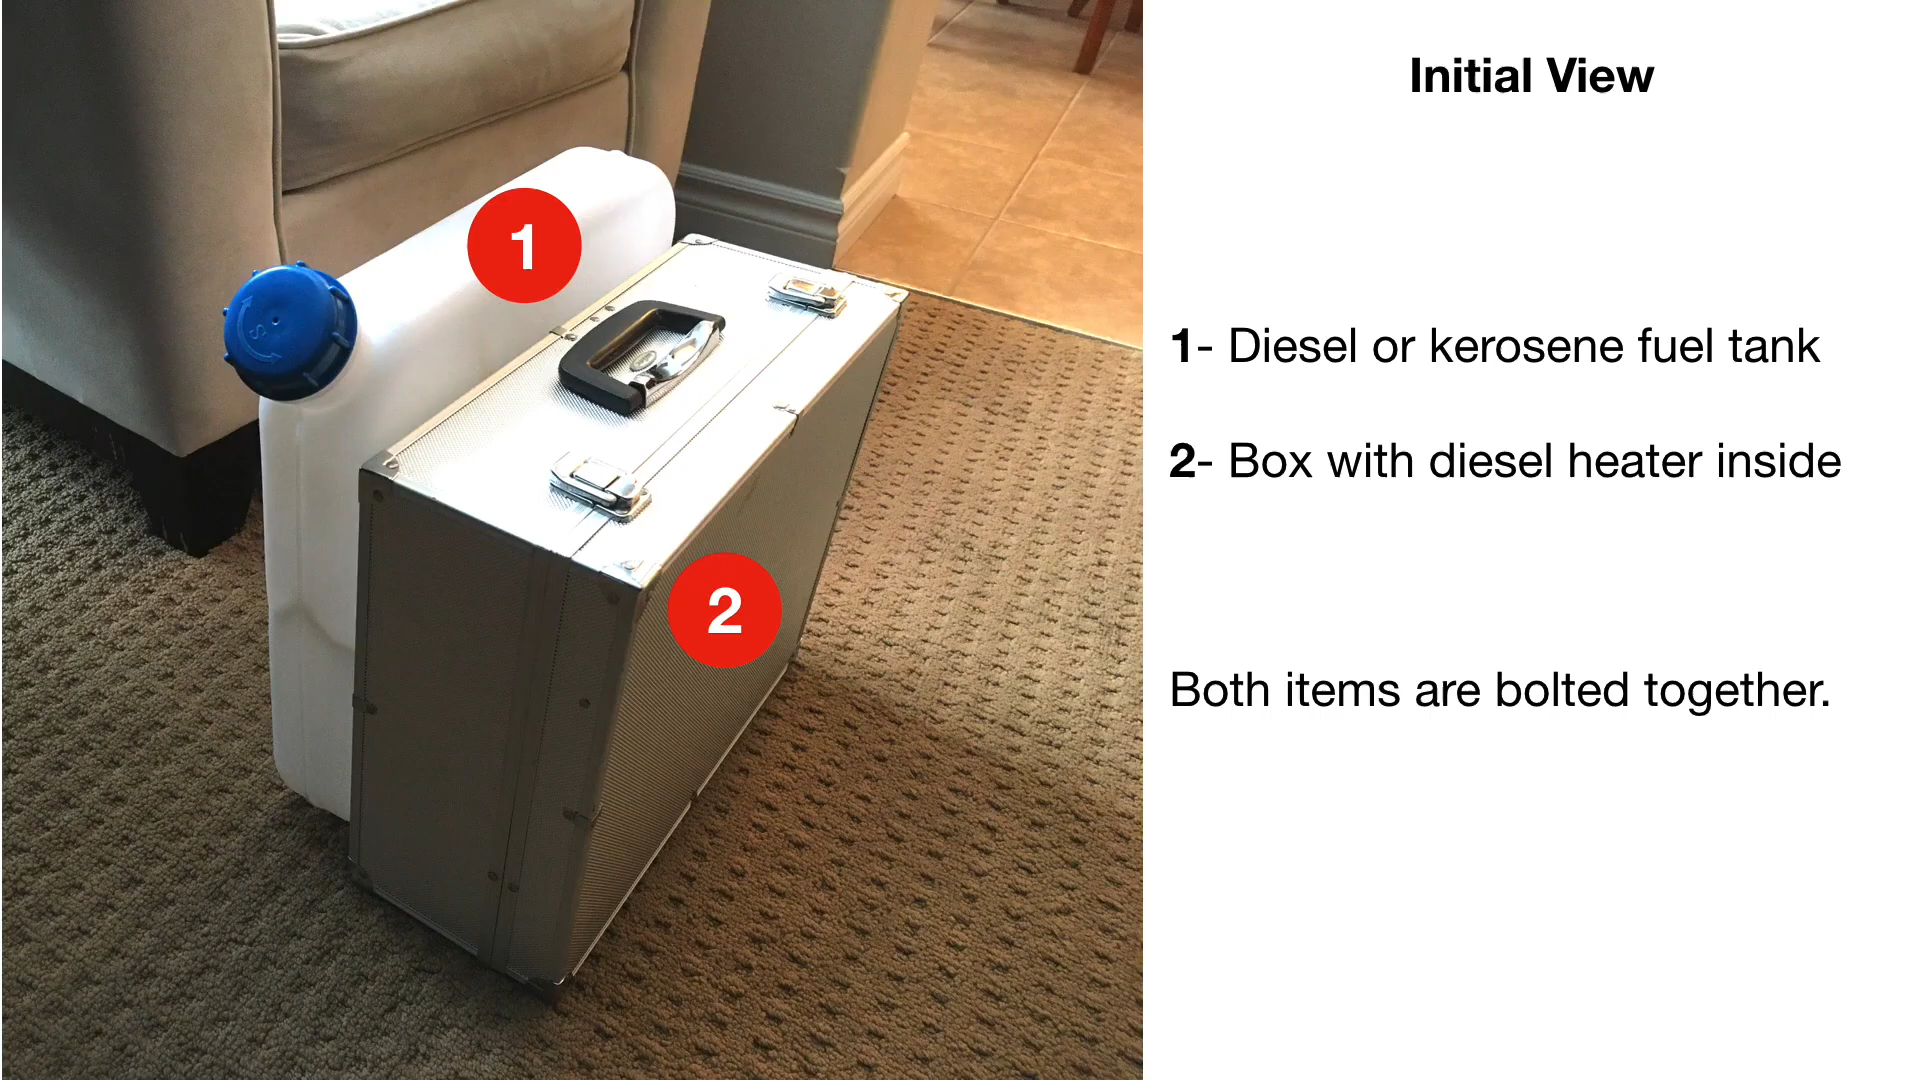 Initial View
1
1- Diesel or kerosene fuel tank
2- Box with diesel heater inside
2
Both items are bolted together.